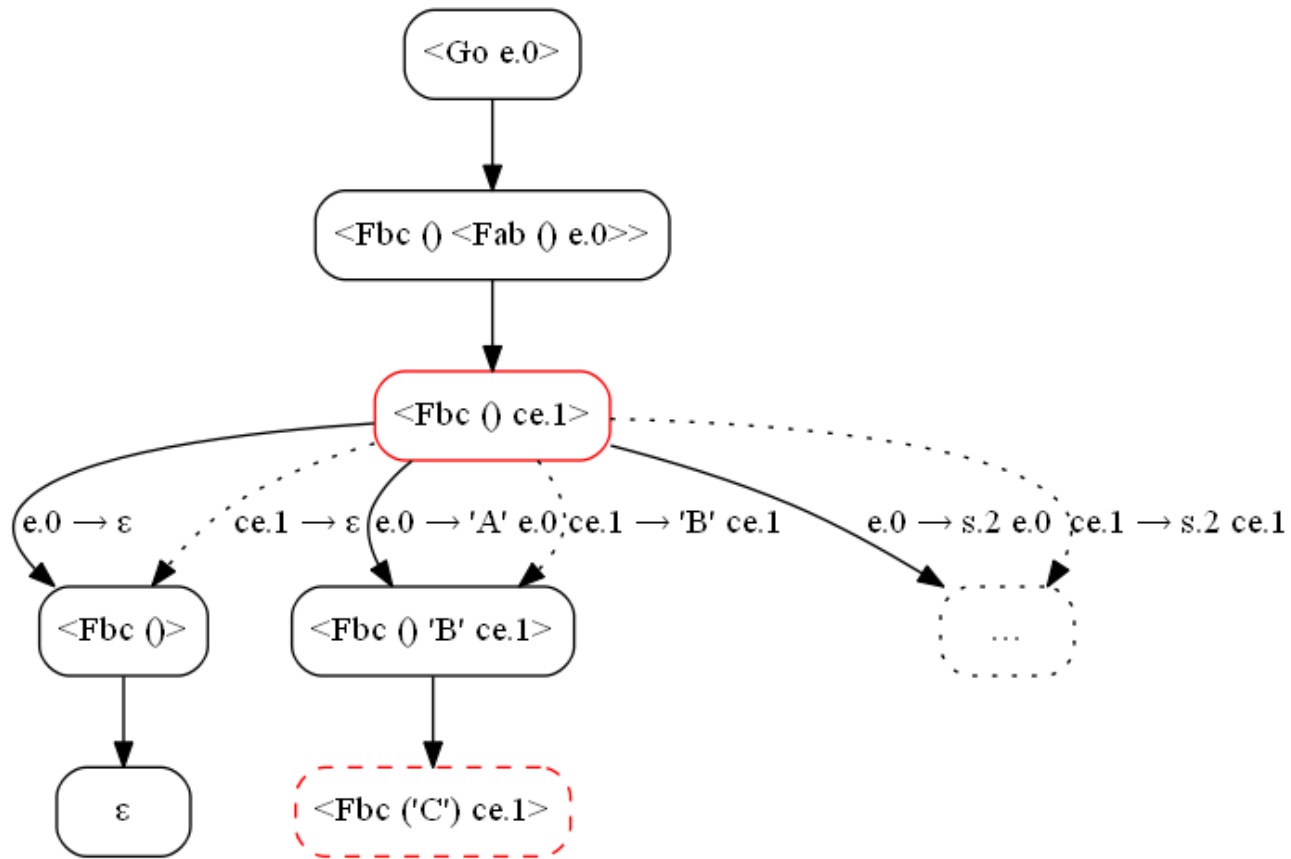 <Go e.0>
<Fbc () <Fab () e.0>>
<Fbc () ce.1>
e.0 → ε
ce.1 → ε
e.0 → 'A' e.0
ce.1 → 'B' ce.1
e.0 → s.2 e.0
ce.1 → s.2 ce.1
<Fbc ()>
<Fbc () 'B' ce.1>
...
ε
<Fbc ('C') ce.1>